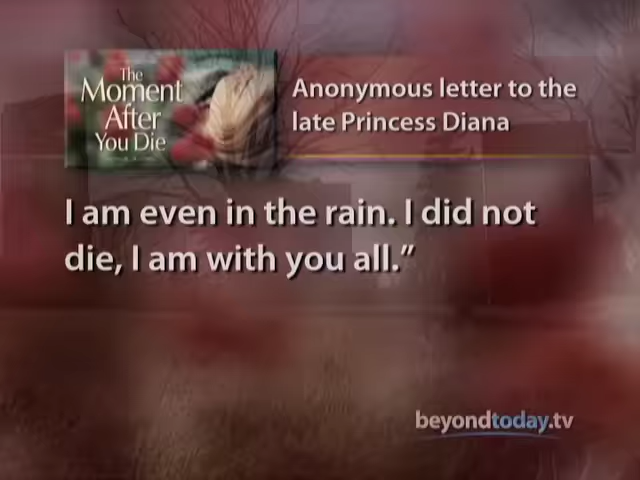 The
Moment
After
You Die
Anonymous letter to the
late Princess Diana
I am even in the rain. I did not
die, I am with you all.”
beyondtoday.tv